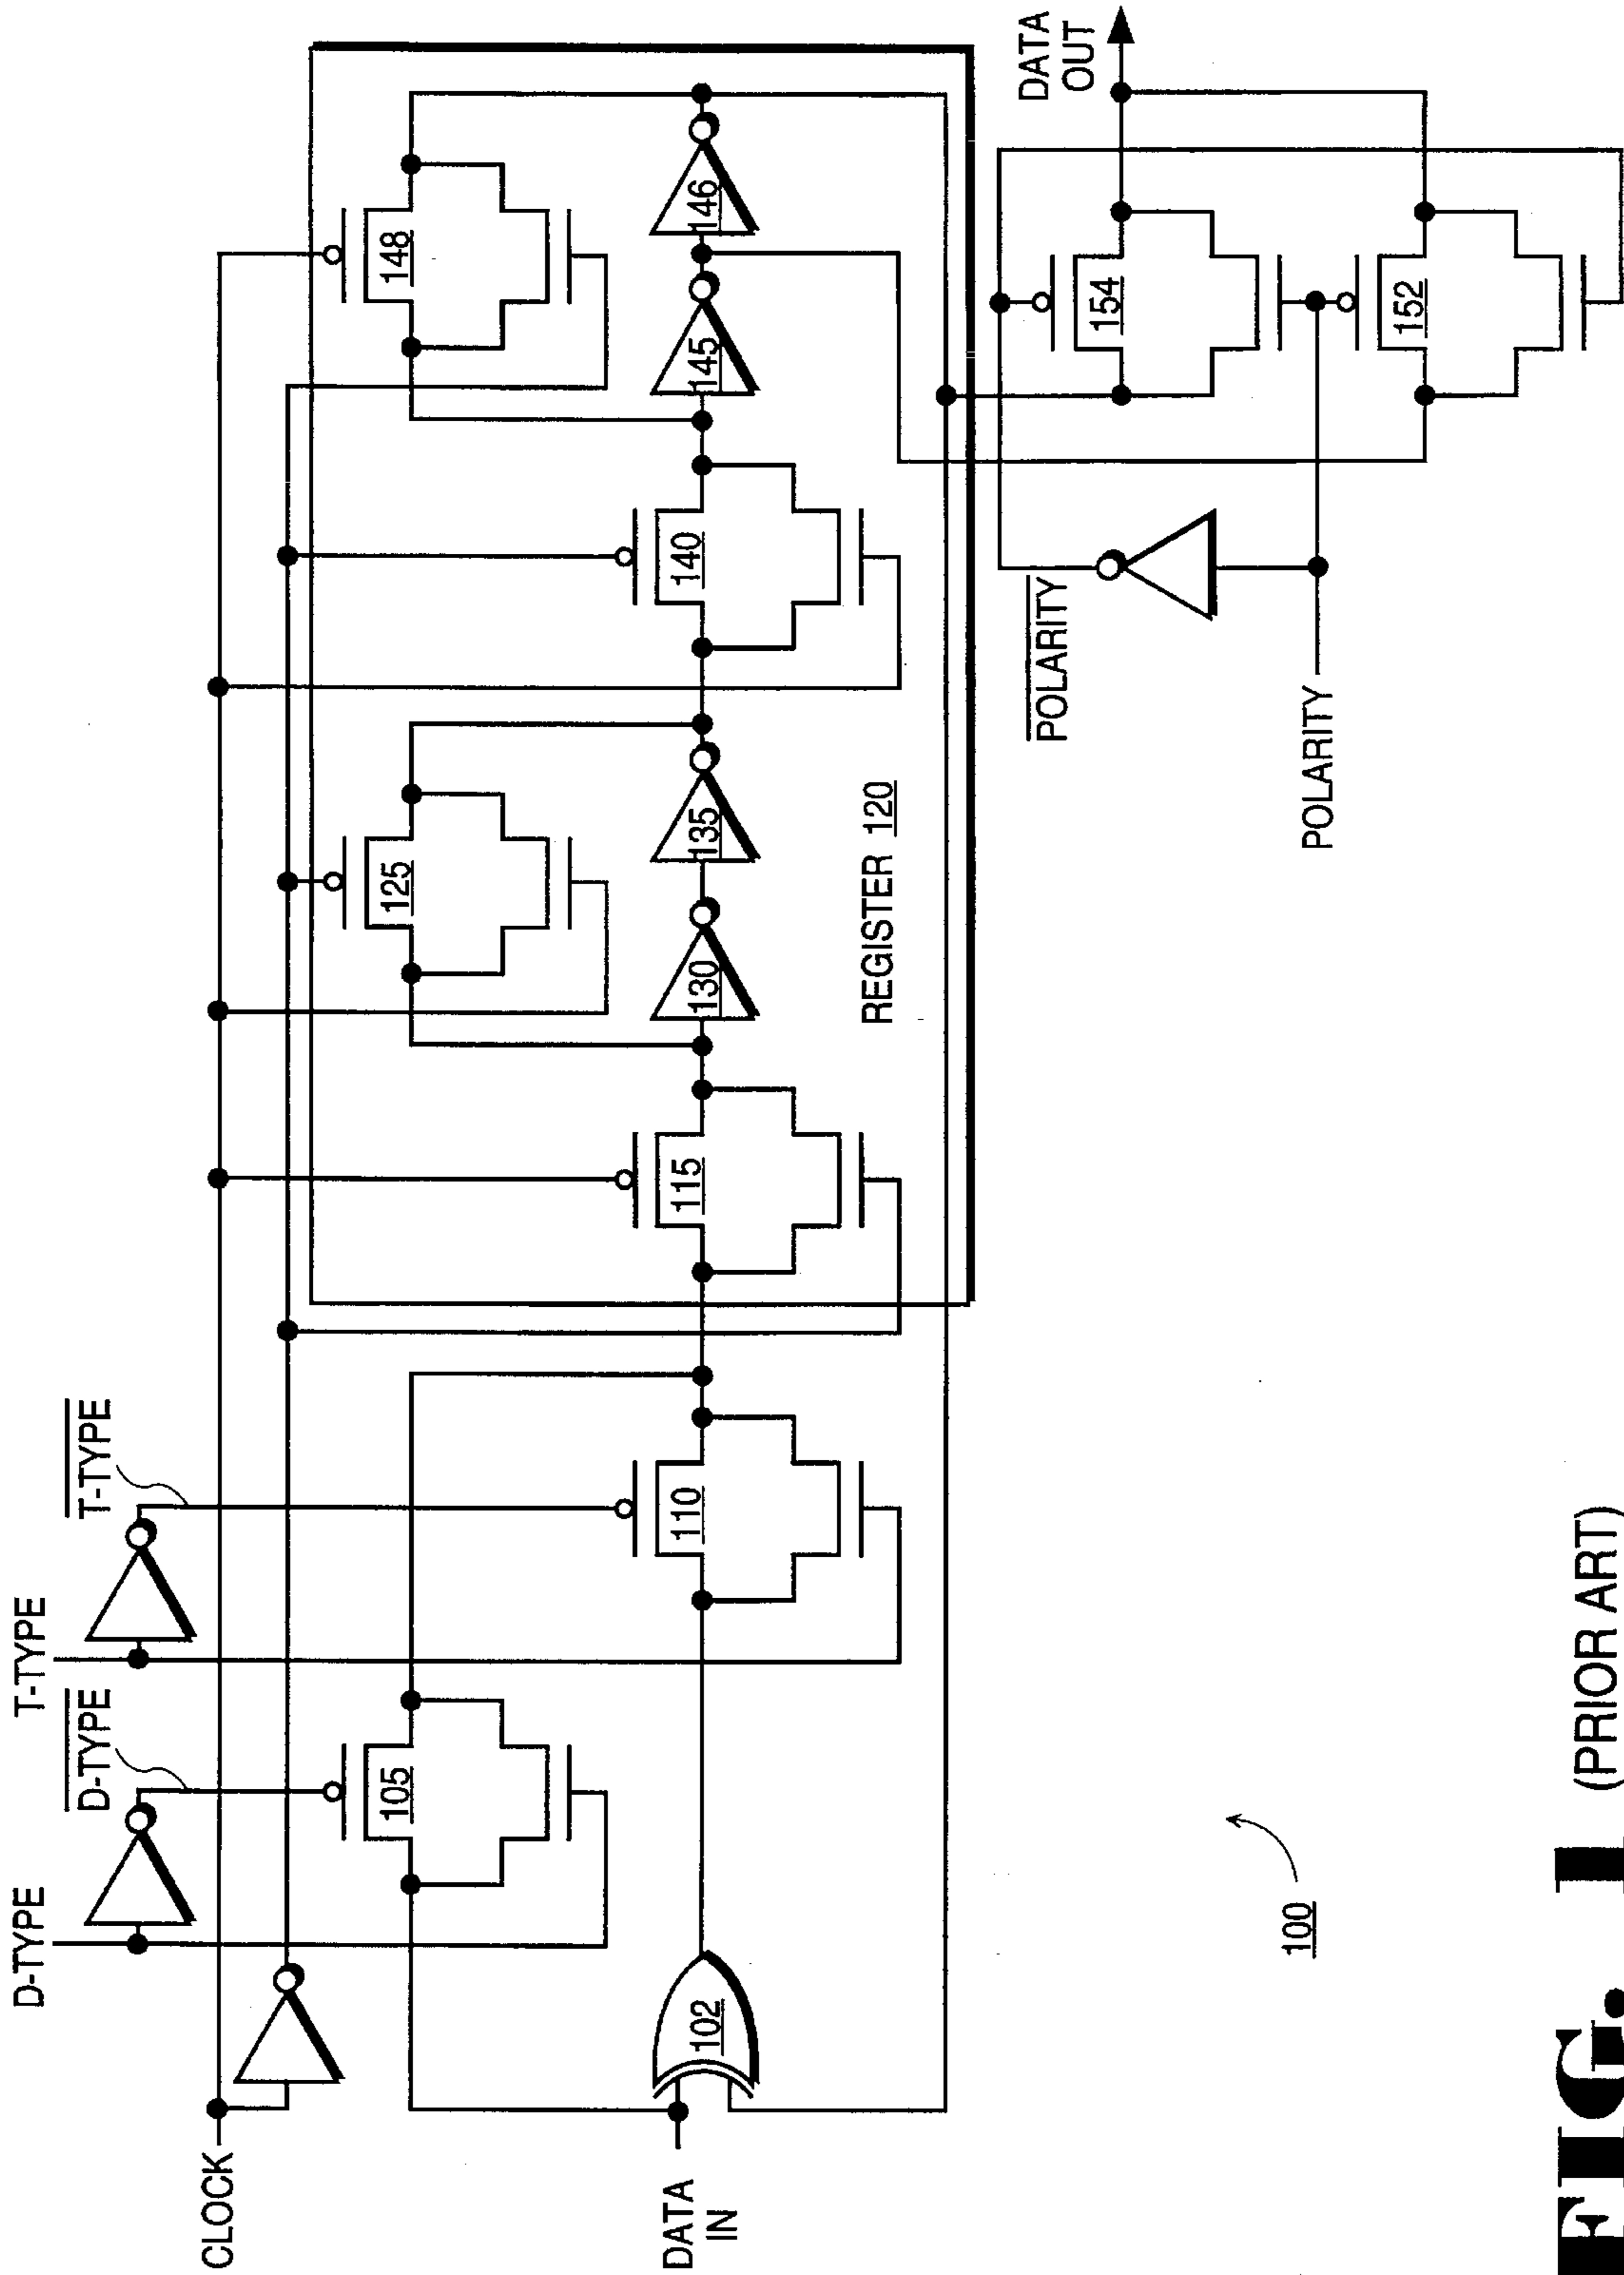 D-TYPE
D-TYPE
T-TYPE
T-TYPE
CLOCK
DATA
IN
102
105
110
115
125
130
135
140
145
146
148
REGISTER 120
DATA
OUT
154
152
POLARITY
POLARITY
100
FIG. 1 (PRIOR ART)